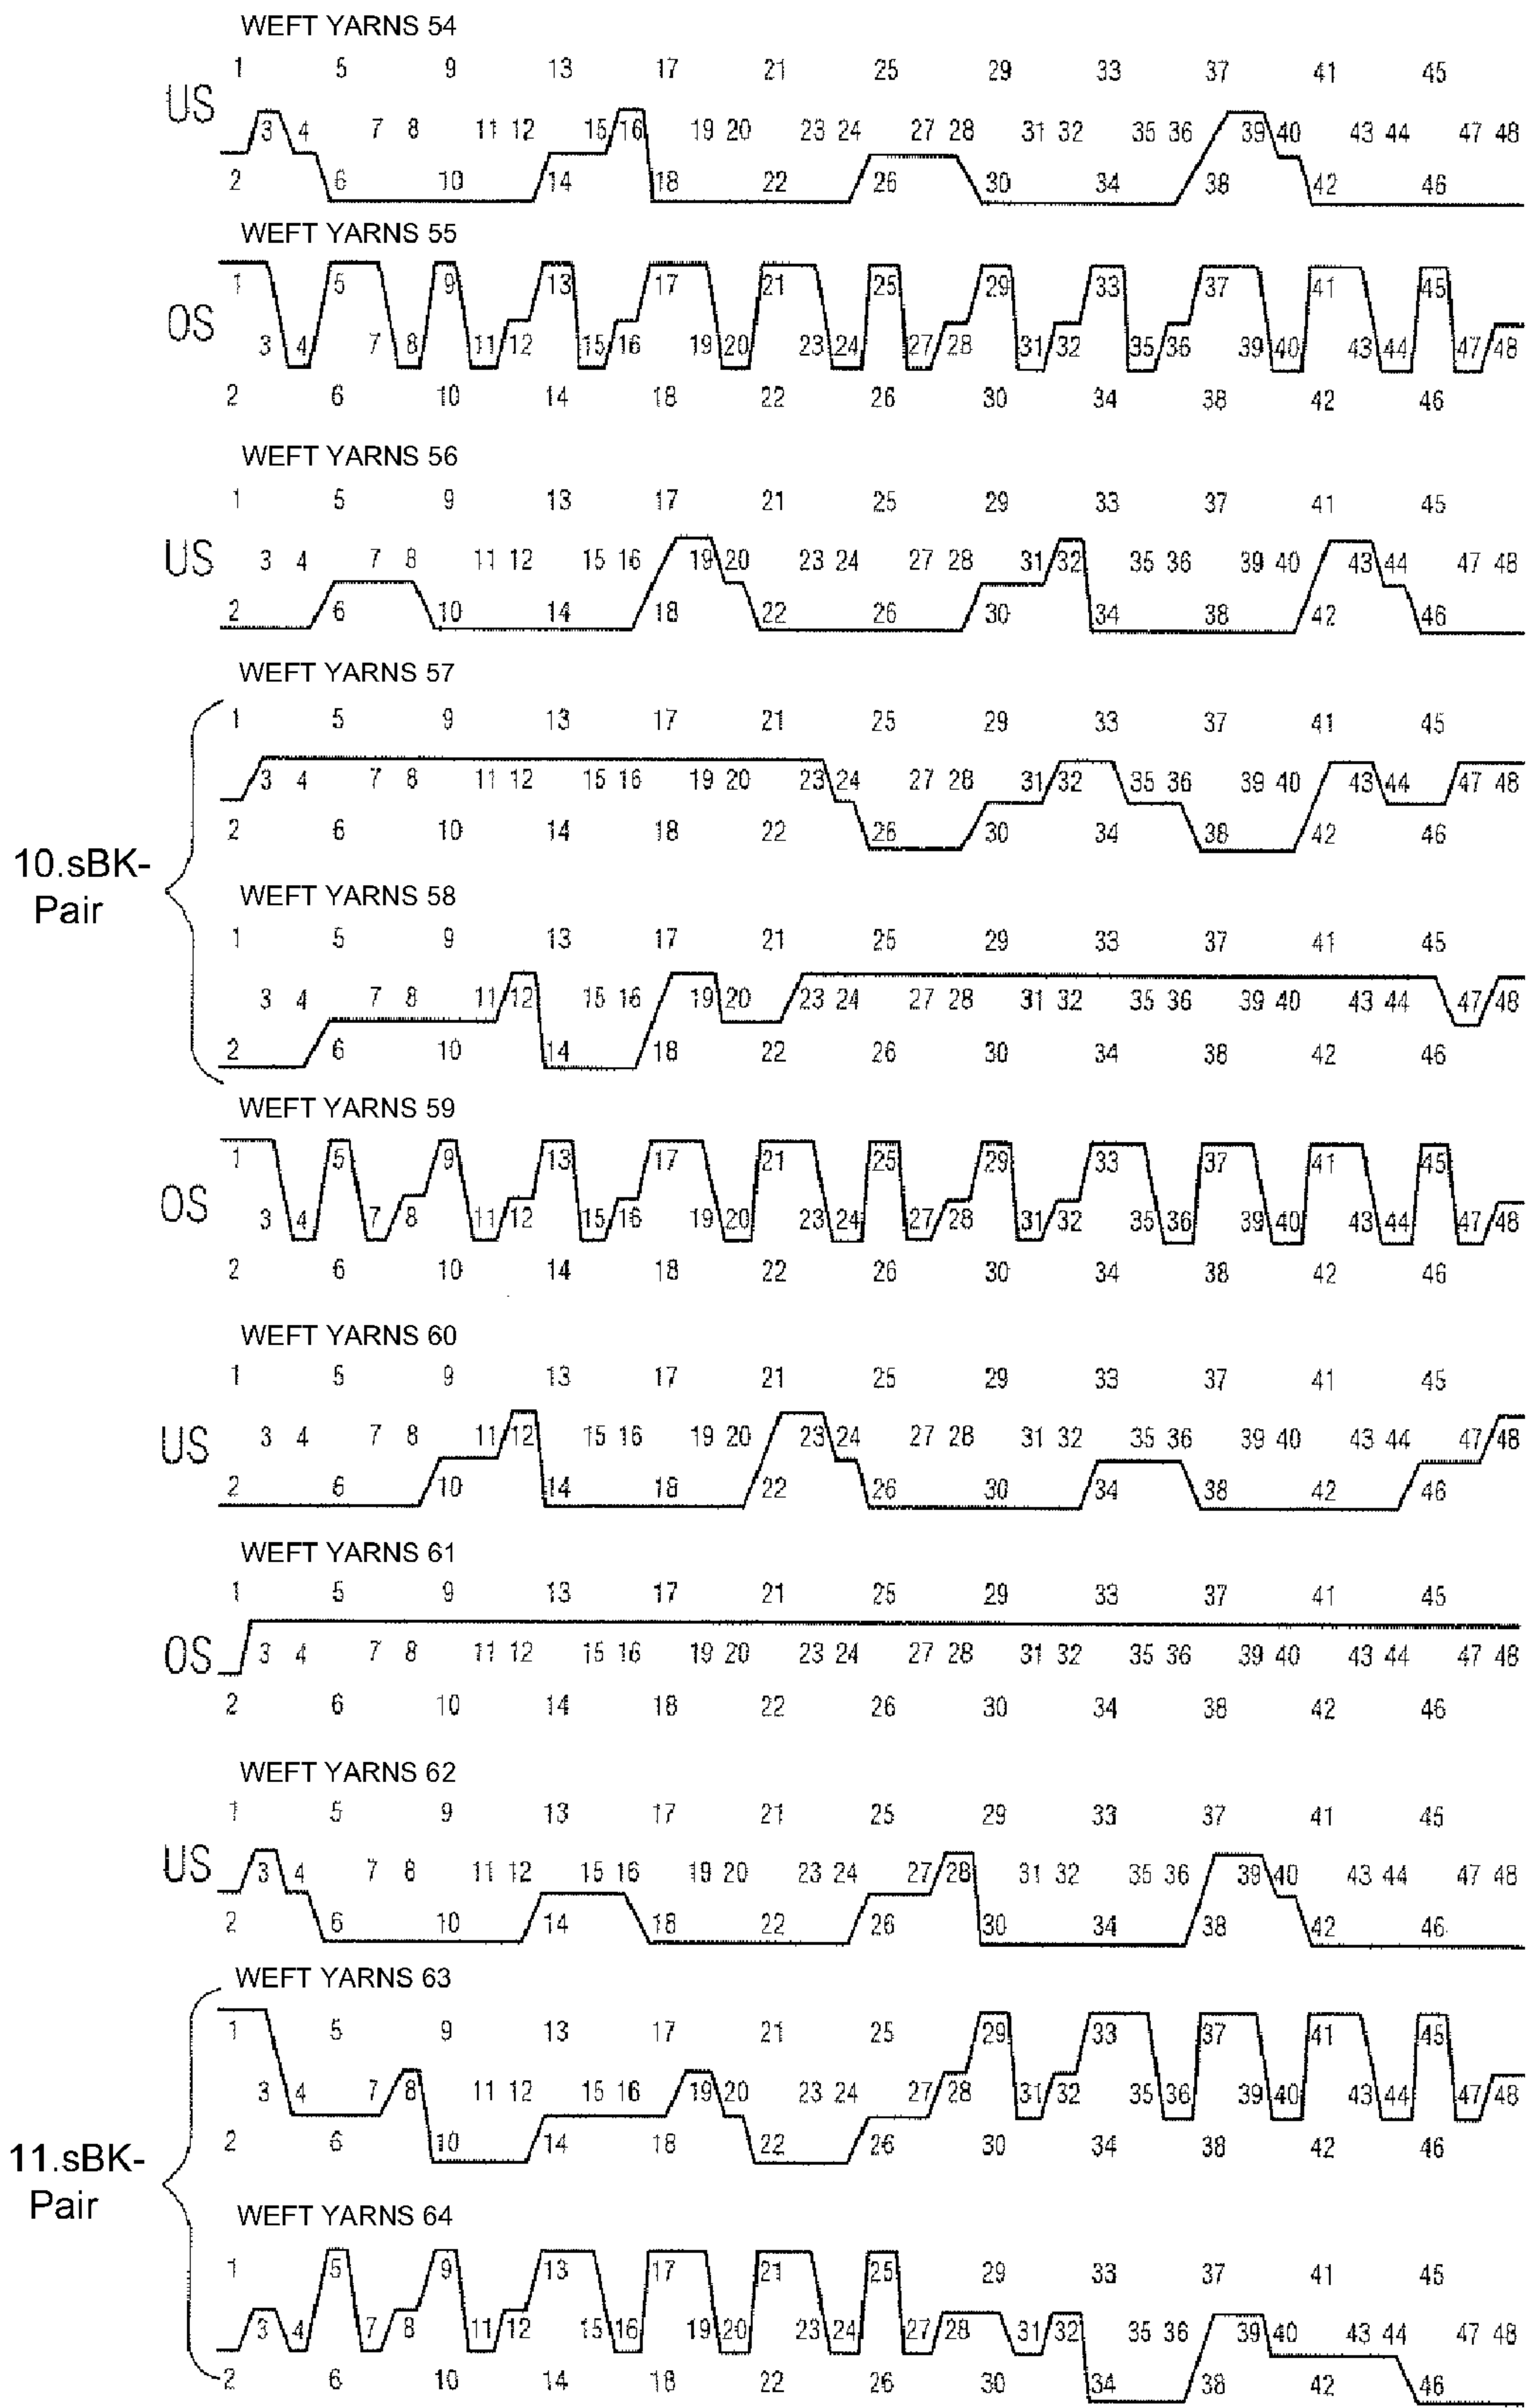 WEFT YARNS 54
1 5 9 13 17 21 25 29 33 37 41 45
US 3 4 7 8 11 12 15 16 19 20 23 24 27 28 31 32 35 36 39 40 43 44 47 48
2 6 10 14 18 22 26 30 34 38 42 46
WEFT YARNS 55
1 5 9 13 17 21 25 29 33 37 41 45
OS 3 4 7 8 11 12 15 16 19 20 23 24 27 28 31 32 35 36 39 40 43 44 47 48
2 6 10 14 18 22 26 30 34 38 42 46
WEFT YARNS 56
1 5 9 13 17 21 25 29 33 37 41 45
US 3 4 7 8 11 12 15 16 19 20 23 24 27 28 31 32 35 36 39 40 43 44 47 48
2 6 10 14 18 22 26 30 34 38 42 46
10.sBK-
Pair
WEFT YARNS 57
1 5 9 13 17 21 25 29 33 37 41 45
3 4 7 8 11 12 15 16 19 20 23 24 27 28 31 32 35 36 39 40 43 44 47 48
2 6 10 14 18 22 26 30 34 38 42 46
WEFT YARNS 58
1 5 9 13 17 21 25 29 33 37 41 45
3 4 7 8 11 12 15 16 19 20 23 24 27 28 31 32 35 36 39 40 43 44 47 48
2 6 10 14 18 22 26 30 34 38 42 46
WEFT YARNS 59
1 5 9 13 17 21 25 29 33 37 41 45
OS 3 4 7 8 11 12 15 16 19 20 23 24 27 28 31 32 35 36 39 40 43 44 47 48
2 6 10 14 18 22 26 30 34 38 42 46
WEFT YARNS 60
1 5 9 13 17 21 25 29 33 37 41 45
US 3 4 7 8 11 12 15 16 19 20 23 24 27 28 31 32 35 36 39 40 43 44 47 48
2 6 10 14 18 22 26 30 34 38 42 46
WEFT YARNS 61
1 5 9 13 17 21 25 29 33 37 41 45
OS 3 4 7 8 11 12 15 16 19 20 23 24 27 28 31 32 35 36 39 40 43 44 47 48
2 6 10 14 18 22 26 30 34 38 42 46
WEFT YARNS 62
1 5 9 13 17 21 25 29 33 37 41 45
US 3 4 7 8 11 12 15 16 19 20 23 24 27 28 31 32 35 36 39 40 43 44 47 48
2 6 10 14 18 22 26 30 34 38 42 46
11.sBK-
Pair
WEFT YARNS 63
1 5 9 13 17 21 25 29 33 37 41 45
3 4 7 8 11 12 15 16 19 20 23 24 27 28 31 32 35 36 39 40 43 44 47 48
2 6 10 14 18 22 26 30 34 38 42 46
WEFT YARNS 64
1 5 9 13 17 21 25 29 33 37 41 45
3 4 7 8 11 12 15 16 19 20 23 24 27 28 31 32 35 36 39 40 43 44 47 48
2 6 10 14 18 22 26 30 34 38 42 46